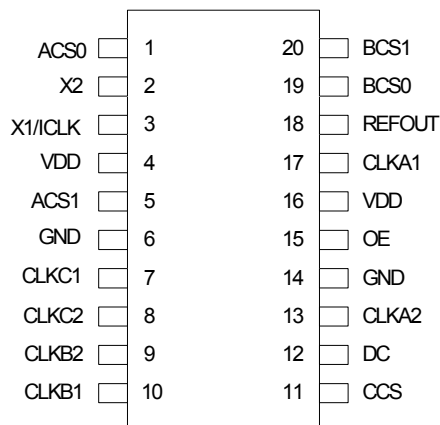 ACS0 1 20 BCS1
X2 2 19 BCS0
X1/ICLK 3 18 REFOUT
VDD 4 17 CLKA1
ACS1 5 16 VDD
GND 6 15 OE
CLKC1 7 14 GND
CLKC2 8 13 CLKA2
CLKB2 9 12 DC
CLKB1 10 11 CCS